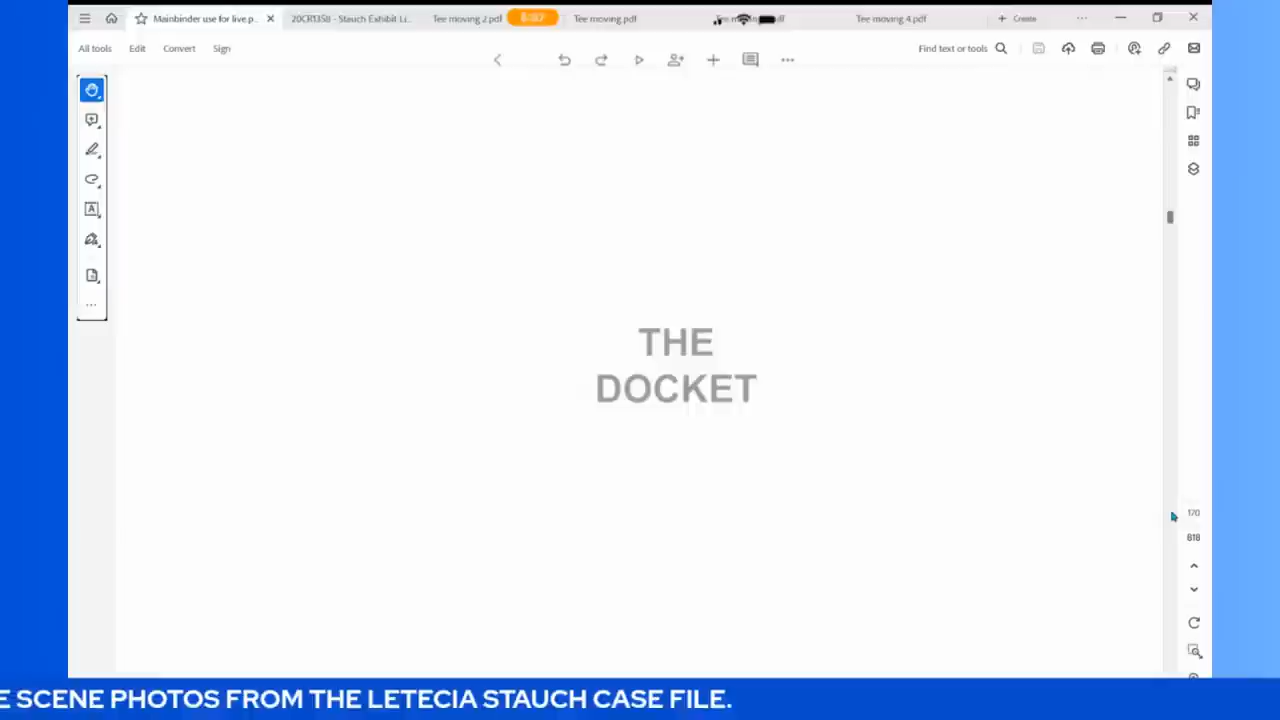 Mainbinder use for live.p..
20CR1358 - Stauch Exhibit Li..
Tee moving 2.pdf
Tee moving.pdf
Tee moving 4.pdf
Create
All tools
Edit
Convert
Sign
Find text or tools
THE
DOCKET
170
818
E SCENE PHOTOS FROM THE LETECIA STAUCH CASE FILE.